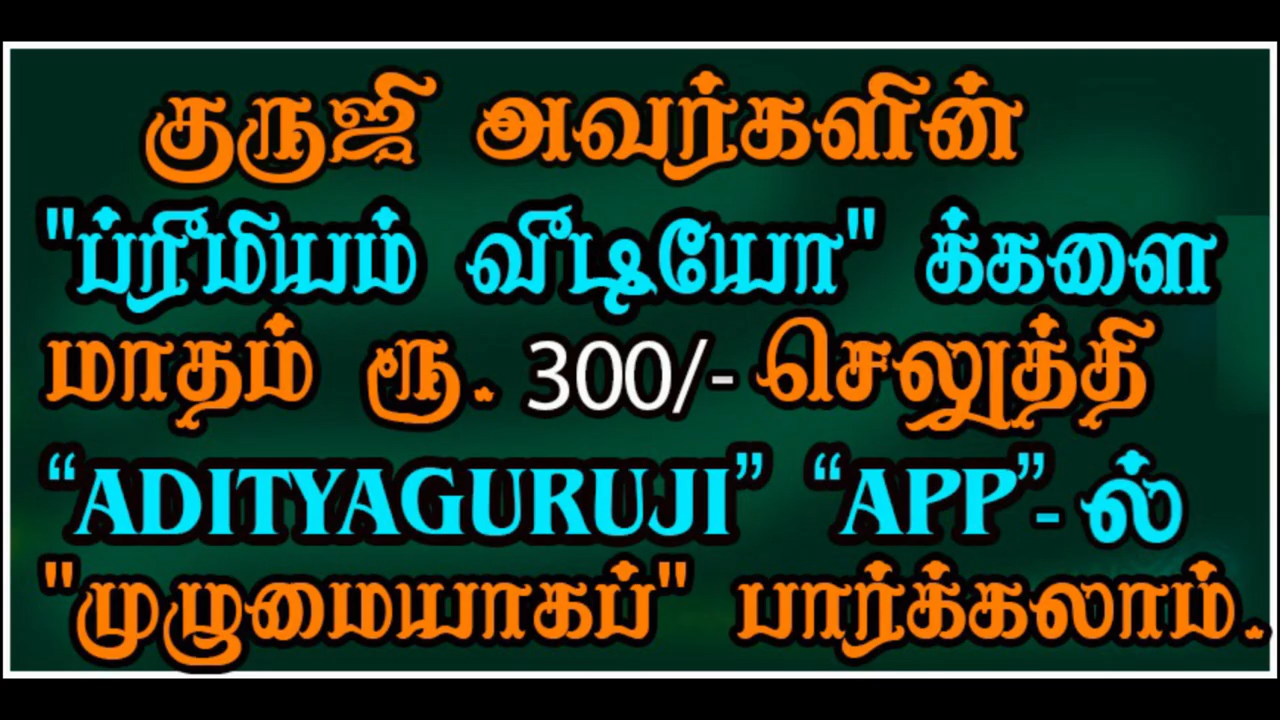 குருஜி அவர்களின்
"ப்ரீமியம் வீடியோ" க்களை
மாதம் ரூ. 300/- செலுத்தி
“ADITYAGURUJI” “APP”- ல்
"முழுமையாகப்" பார்க்கலாம்.